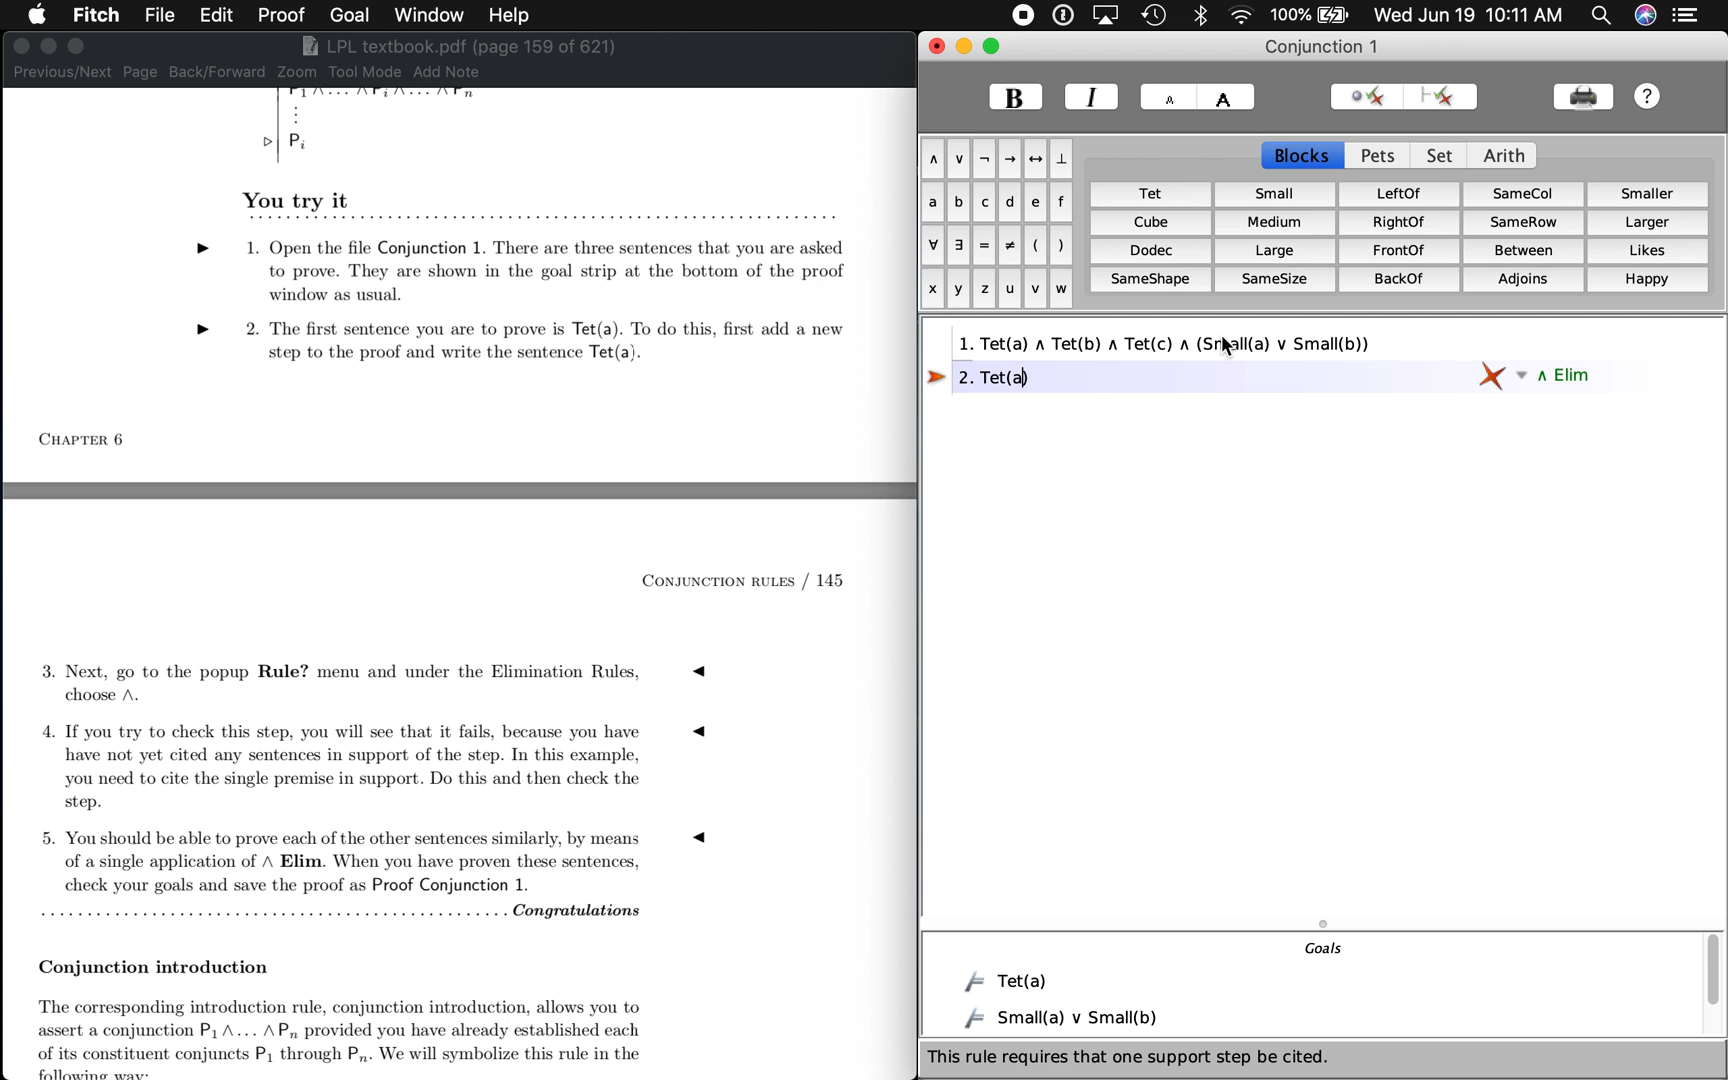 Fitch File Edit Proof Goal Window Help 100% Wed Jun 19 10:11 AM
LPL textbook.pdf (page 159 of 621)
Previous/Next Page Back/Forward Zoom Tool Mode Add Note
P1 ∧ ... ∧ Pi ∧ ... ∧ Pn
⋮
▷ Pi
You try it
► 1. Open the file Conjunction 1. There are three sentences that you are asked
to prove. They are shown in the goal strip at the bottom of the proof
window as usual.
► 2. The first sentence you are to prove is Tet(a). To do this, first add a new
step to the proof and write the sentence Tet(a).
Chapter 6
Conjunction rules / 145
3. Next, go to the popup Rule? menu and under the Elimination Rules, ◄
choose ∧.
4. If you try to check this step, you will see that it fails, because you have ◄
have not yet cited any sentences in support of the step. In this example,
you need to cite the single premise in support. Do this and then check the
step.
5. You should be able to prove each of the other sentences similarly, by means ◄
of a single application of ∧ Elim. When you have proven these sentences,
check your goals and save the proof as Proof Conjunction 1.
Congratulations
Conjunction introduction
The corresponding introduction rule, conjunction introduction, allows you to
assert a conjunction P1 ∧ ... ∧ Pn provided you have already established each
of its constituent conjuncts P1 through Pn. We will symbolize this rule in the
following way:
Conjunction 1
B I A A ?
∧ ∨ ¬ → ↔ ⊥
a b c d e f
∀ ∃ = ≠ ( )
x y z u v w
Blocks Pets Set Arith
Tet Small LeftOf SameCol Smaller
Cube Medium RightOf SameRow Larger
Dodec Large FrontOf Between Likes
SameShape SameSize BackOf Adjoins Happy
1. Tet(a) ∧ Tet(b) ∧ Tet(c) ∧ (Small(a) ∨ Small(b))
2. Tet(a) ∧ Elim
Goals
Tet(a)
Small(a) ∨ Small(b)
This rule requires that one support step be cited.